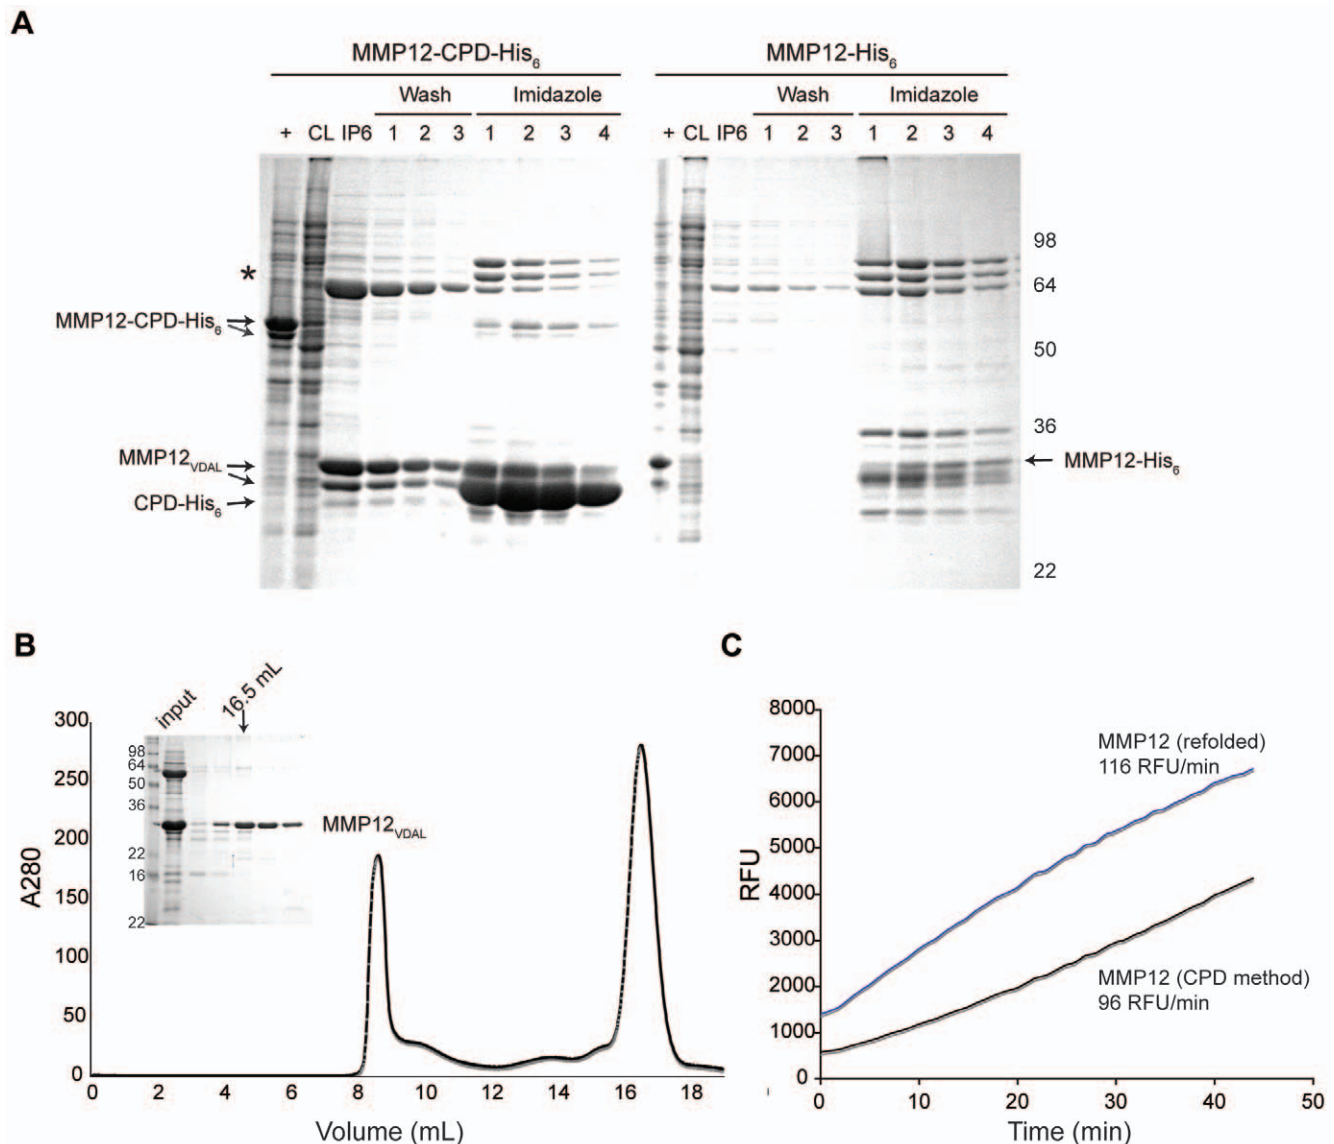 A
MMP12-CPD-His6 MMP12-His6
Wash Imidazole Wash Imidazole
+ CL IP6 1 2 3 1 2 3 4 + CL IP6 1 2 3 1 2 3 4
98
*
64
MMP12-CPD-His6
50
36
MMP12VDAL
MMP12-His6
CPD-His6
22
B
input 16.5 mL
98
64
50
36
22
16
22
MMP12VDAL
300
250
200
150
100
50
0
A280
0 2 4 6 8 10 12 14 16 18
Volume (mL)
C
8000
7000
6000
5000
4000
3000
2000
1000
0
RFU
MMP12 (refolded)
116 RFU/min
MMP12 (CPD method)
96 RFU/min
0 10 20 30 40 50
Time (min)